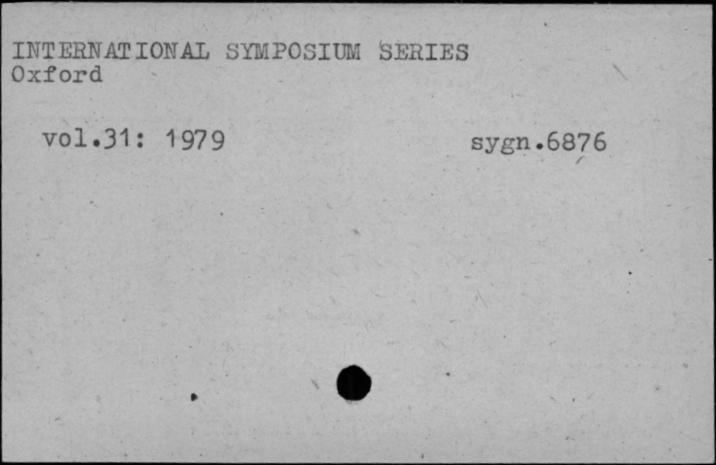 INTERNATIONAL SYMPOSIUM SERIES
Oxford
vol.31: 1979 sygn.6876